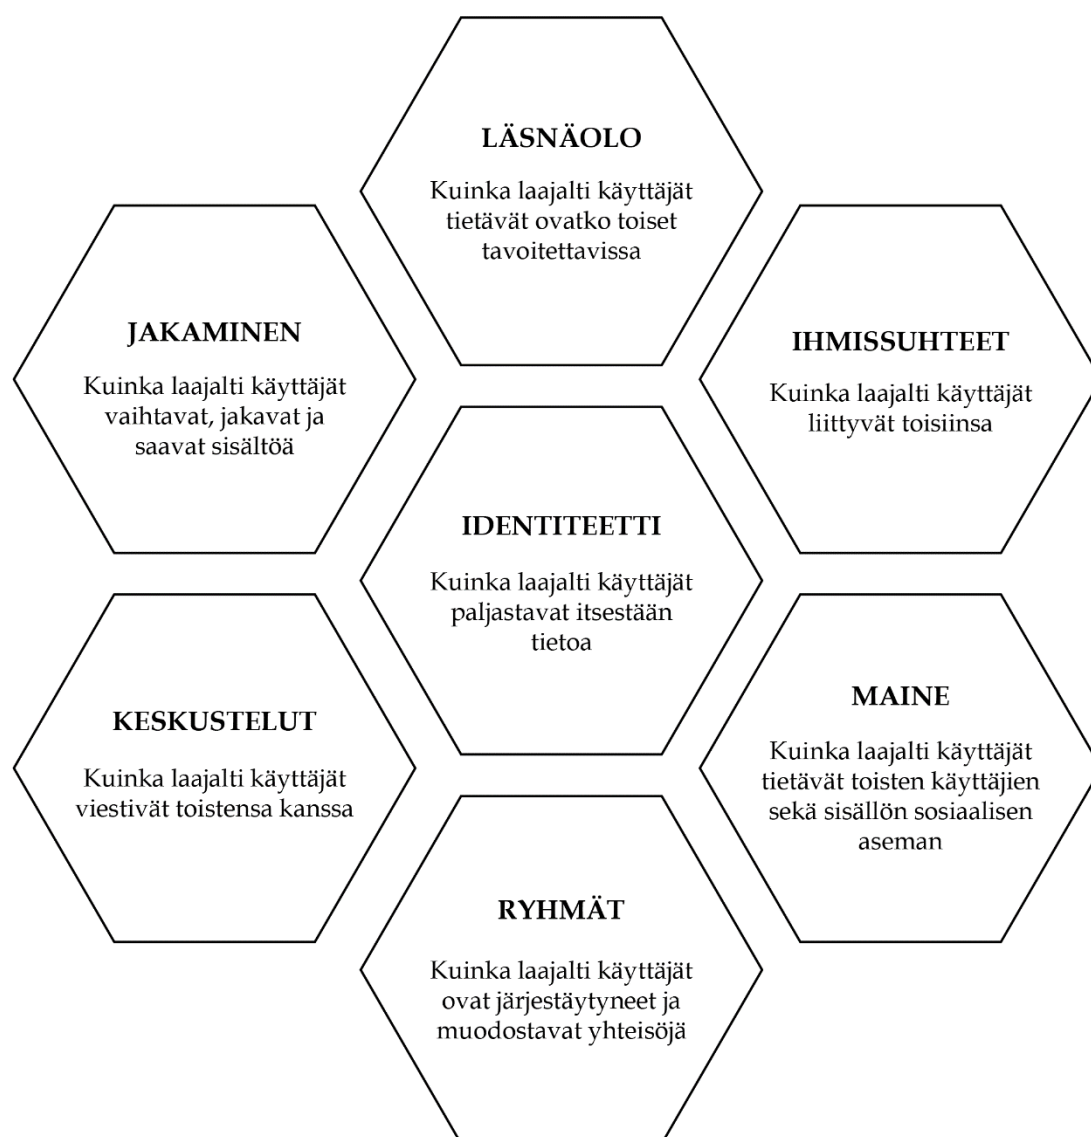 LÄSNÄOLO
Kuinka laajalti käyttäjät
tietävät ovatko toiset
tavoitettavissa
JAKAMINEN
Kuinka laajalti käyttäjät
vaihtavat, jakavat ja
saavat sisältöä
IHMISSUHTEET
Kuinka laajalti käyttäjät
liittyvät toisiinsa
IDENTITEETTI
Kuinka laajalti käyttäjät
paljastavat itsestään
tietoa
KESKUSTELUT
Kuinka laajalti käyttäjät
viestivät toistensa kanssa
MAINE
Kuinka laajalti käyttäjät
tietävät toisten käyttäjien
sekä sisällön sosiaalisen
aseman
RYHMÄT
Kuinka laajalti käyttäjät
ovat järjestäytyneet ja
muodostavat yhteisöjä